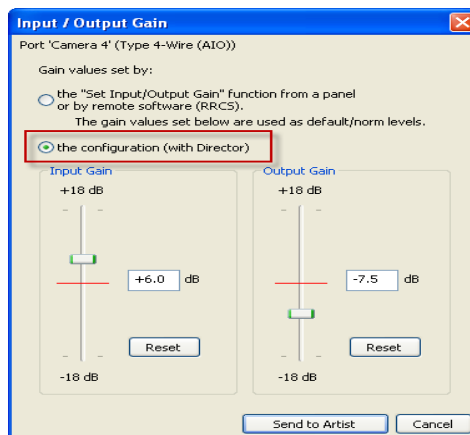 Input / Output Gain
Port 'Camera 4' (Type 4-Wire (AIO))
Gain values set by:
the "Set Input/Output Gain" function from a panel
or by remote software (RRCS).
The gain values set below are used as default/norm levels.
the configuration (with Director)
Input Gain
+18 dB
+6.0 dB
Reset
-18 dB
Output Gain
+18 dB
-7.5 dB
Reset
-18 dB
Send to Artist
Cancel